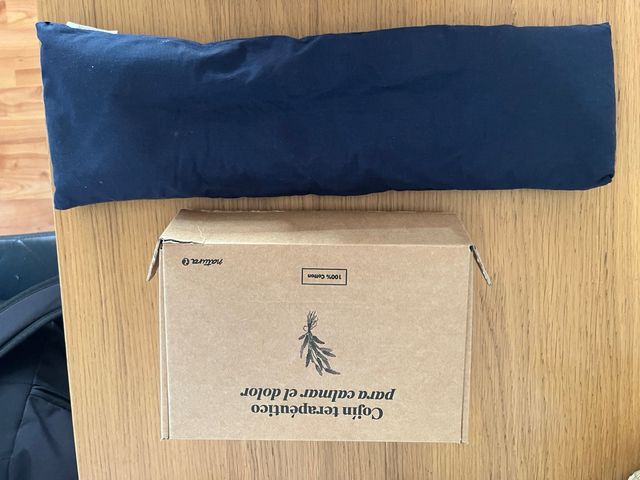 Cojín terapéutico
para calmar el dolor
100% Cotton
natura